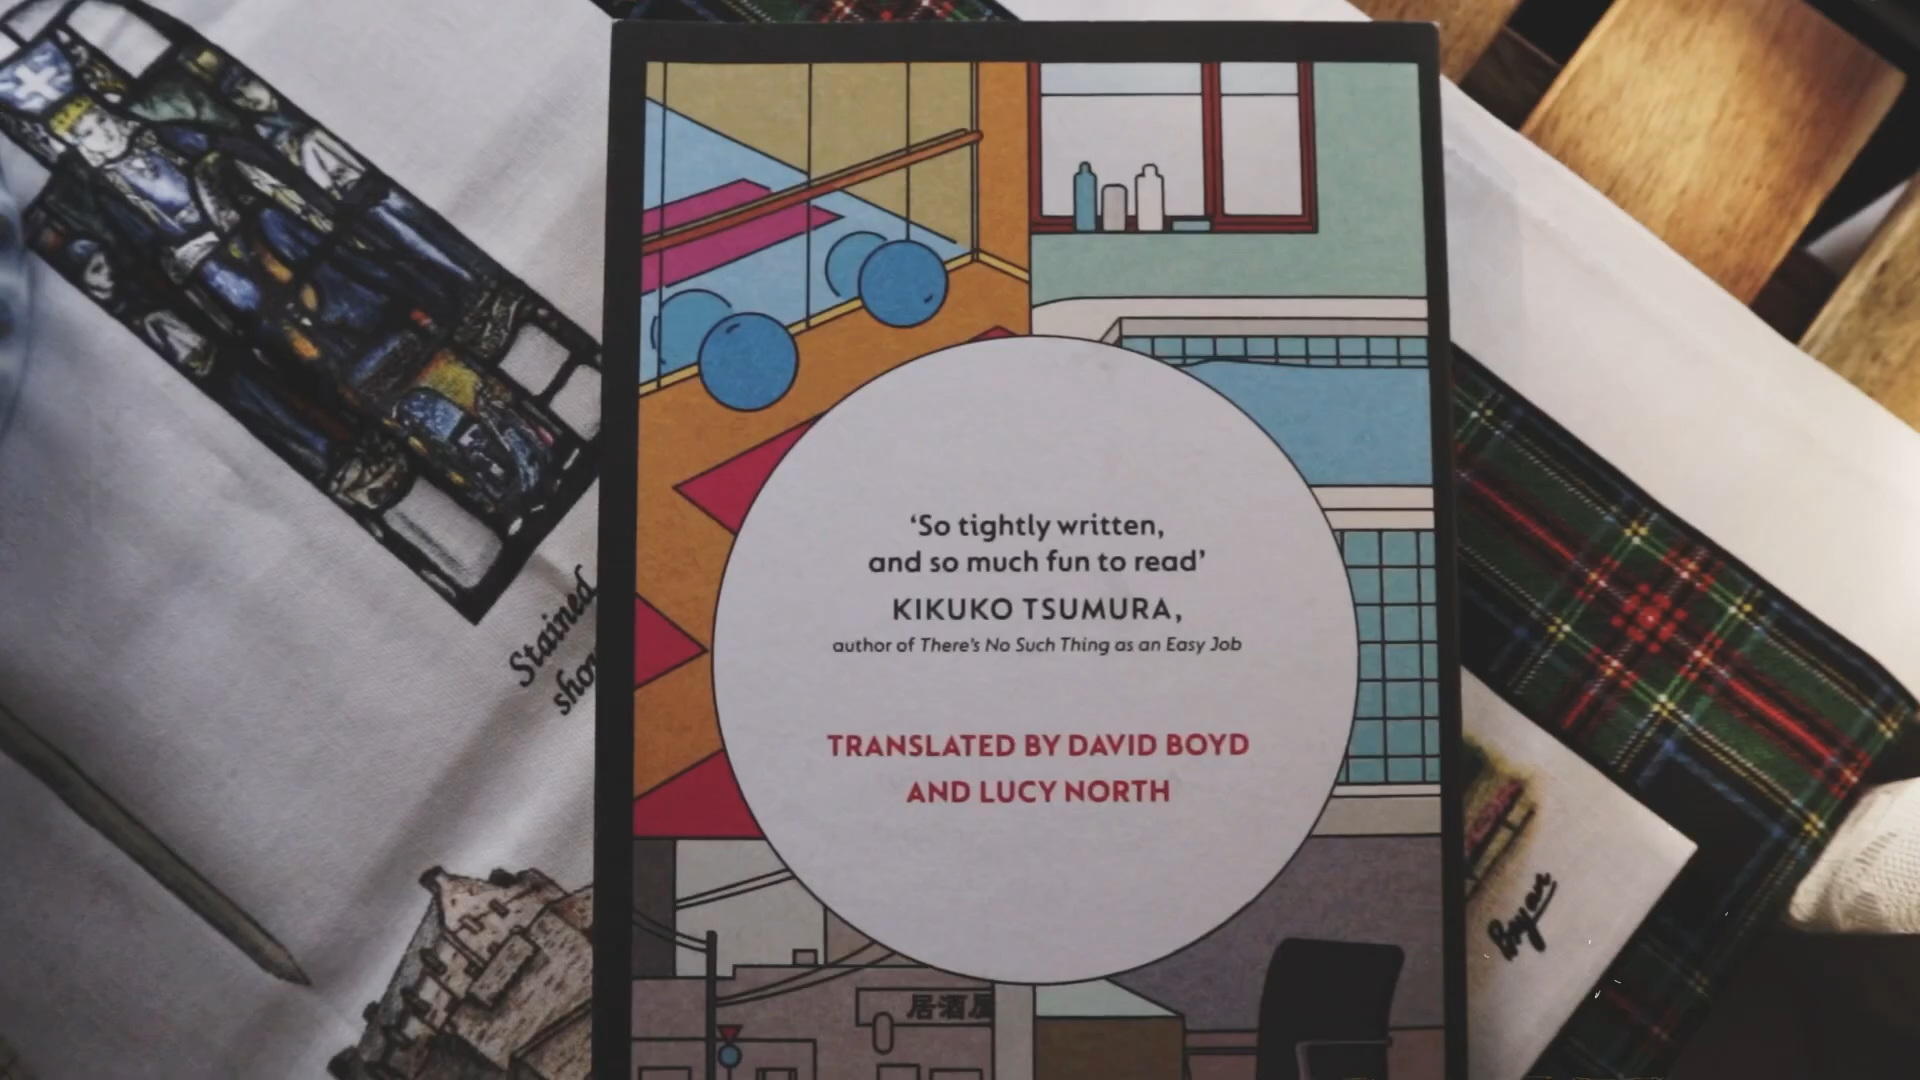 ‘So tightly written,
and so much fun to read’
KIKUKO TSUMURA,
author of There's No Such Thing as an Easy Job
TRANSLATED BY DAVID BOYD
AND LUCY NORTH
居酒屋
Stained
Bryan